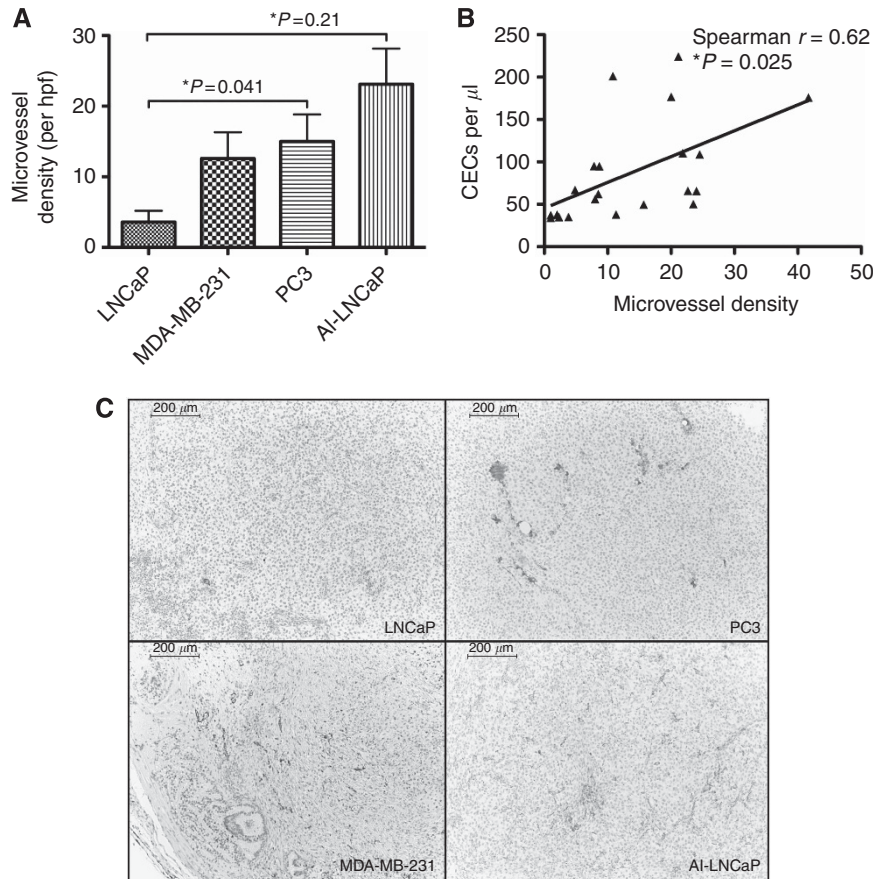 A
*P=0.21
*P=0.041
Microvessel
density (per hpf)
30
20
10
0
LNCaP
MDA-MB-231
PC3
AI-LNCaP
B
Spearman r = 0.62
*P = 0.025
CECs per μl
250
200
150
100
50
0
0 10 20 30 40 50
Microvessel density
C
200 μm
LNCaP
200 μm
PC3
200 μm
MDA-MB-231
200 μm
AI-LNCaP